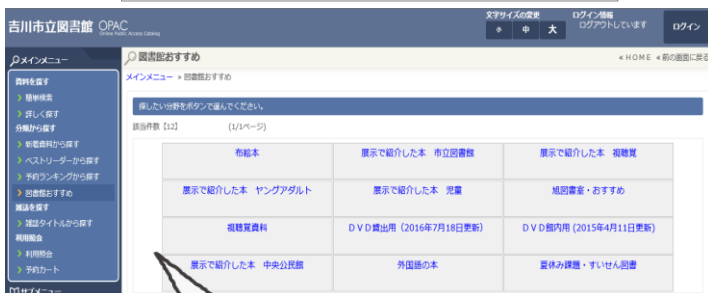 吉川市立図書館 OPAC
Online Public Access Catalog
文字サイズの変更
小 中 大
ログイン情報
ログアウトしています
ログイン
メインメニュー
資料を探す
簡単検索
詳しく探す
分類から探す
新着資料から探す
ベストリーダーから探す
予約ランキングから探す
図書館おすすめ
雑誌を探す
雑誌タイトルから探す
利用照会
利用照会
予約カート
サブメニュー
図書館おすすめ
«HOME «前の画面に戻る
メインメニュー » 図書館おすすめ
探したい分野をボタンで選んでください。
該当件数【12】 (1/1ページ)
布絵本 展示で紹介した本 市立図書館 展示で紹介した本 視聴覚
展示で紹介した本 ヤングアダルト 展示で紹介した本 児童 旭図書室・おすすめ
視聴覚資料 ＤＶＤ貸出用（2016年7月18日更新） ＤＶＤ館内用 (2015年4月11日更新)
展示で紹介した本 中央公民館 外国語の本 夏休み課題・すいせん図書